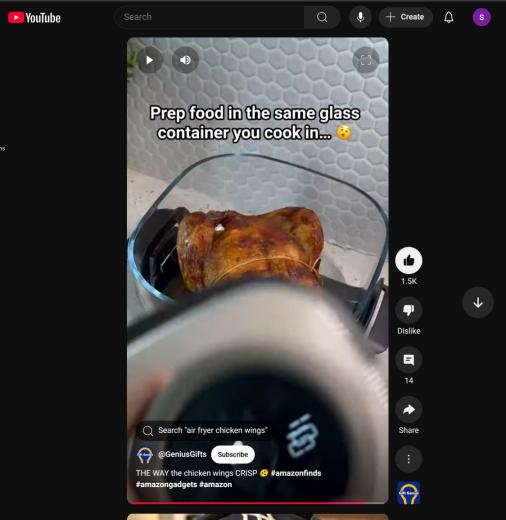 YouTube
Search
Create
S
Prep food in the same glass
container you cook in... 😮‍💨
1.5K
Dislike
14
Share
Search "air fryer chicken wings"
@GeniusGifts
Subscribe
THE WAY the chicken wings CRISP #amazonfinds
#amazongadgets #amazon